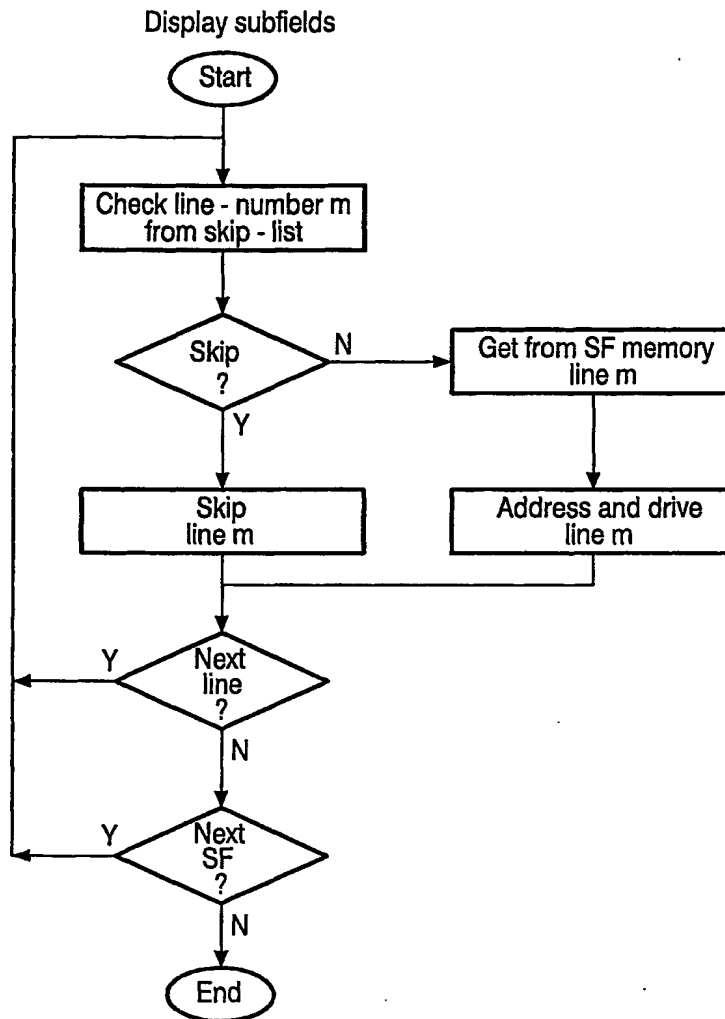 Display subfields
Start
Check line - number m
from skip - list
Skip
?
N
Y
Get from SF memory
line m
Skip
line m
Address and drive
line m
Next
line
?
Y
N
Next
SF
?
Y
N
End